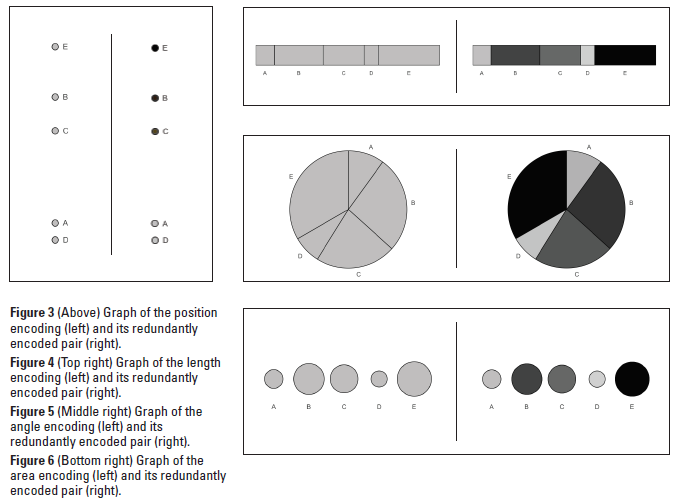 E E
B B
C C
A A
D D
A B C D E A B C D E
A A
E E
B B
D D
C C
A B C D E A B C D E
Figure 3 (Above) Graph of the position
encoding (left) and its redundantly
encoded pair (right).
Figure 4 (Top right) Graph of the length
encoding (left) and its redundantly
encoded pair (right).
Figure 5 (Middle right) Graph of the
angle encoding (left) and its
redundantly encoded pair (right).
Figure 6 (Bottom right) Graph of the
area encoding (left) and its redundantly
encoded pair (right).